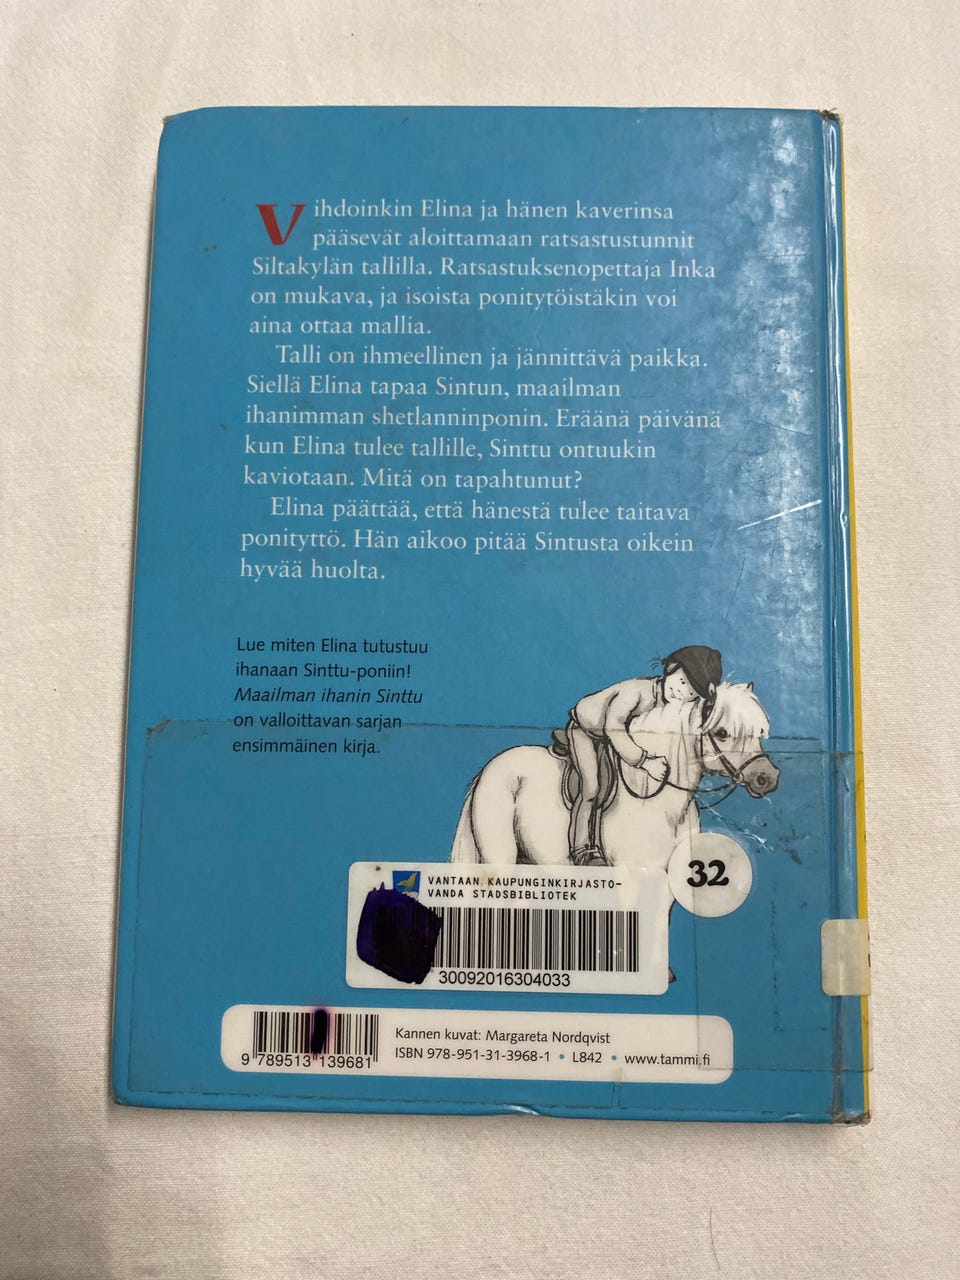 Vihdoinkin Elina ja hänen kaverinsa
pääsevät aloittamaan ratsastustunnit
Siltakylän tallilla. Ratsastuksenopettaja Inka
on mukava, ja isoista ponitytöistäkin voi
aina ottaa mallia.
Talli on ihmeellinen ja jännittävä paikka.
Siellä Elina tapaa Sintun, maailman
ihanimman shetlanninponin. Eräänä päivänä
kun Elina tulee tallille, Sinttu ontuukin
kaviotaan. Mitä on tapahtunut?
Elina päättää, että hänestä tulee taitava
ponityttö. Hän aikoo pitää Sintusta oikein
hyvää huolta.
Lue miten Elina tutustuu
ihanaan Sinttu-poniin!
Maailman ihanin Sinttu
on valloittavan sarjan
ensimmäinen kirja.
32
VANTAAN KAUPUNGINKIRJASTO-
VANDA STADSBIBLIOTEK
30092016304033
Kannen kuvat: Margareta Nordqvist
ISBN 978-951-31-3968-1 • L842 • www.tammi.fi
9 789513 139681